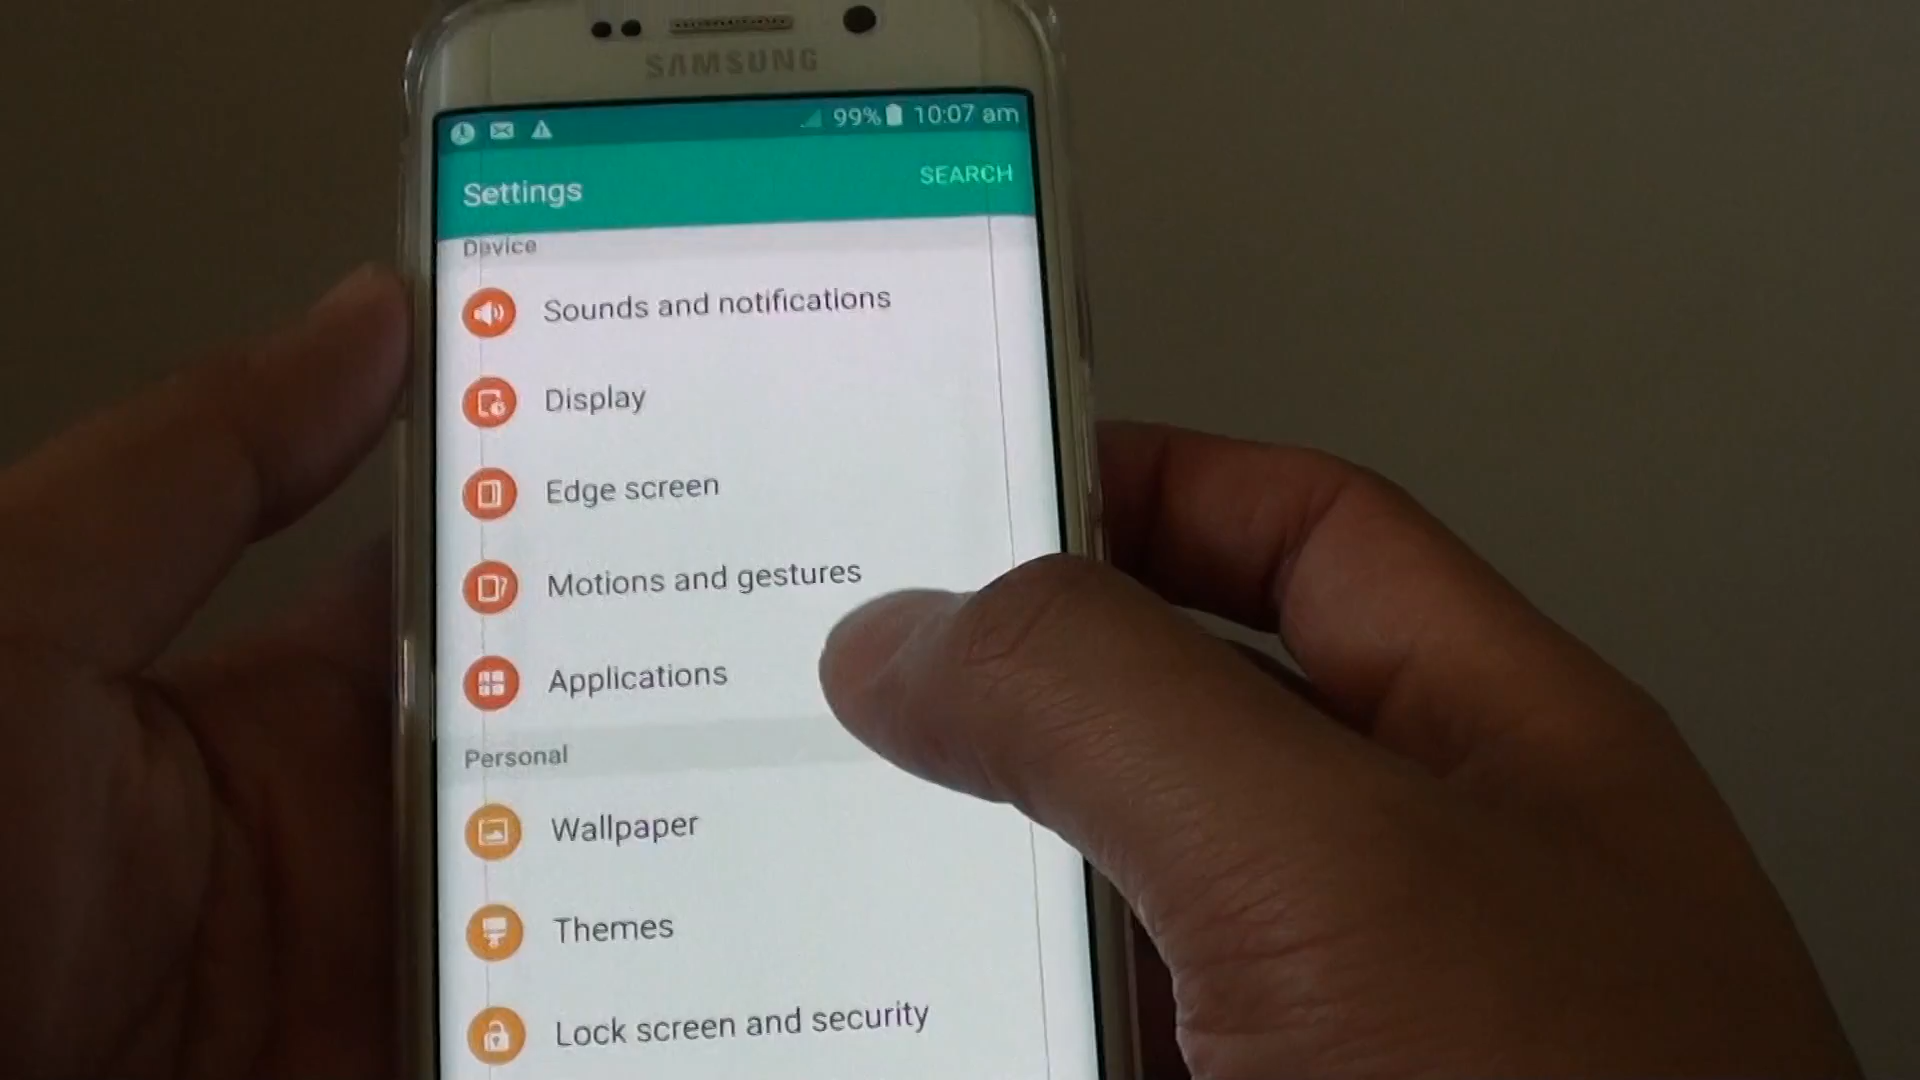 SAMSUNG
99% 10:07 am
Settings
SEARCH
Device
Sounds and notifications
Display
Edge screen
Motions and gestures
Applications
Personal
Wallpaper
Themes
Lock screen and security